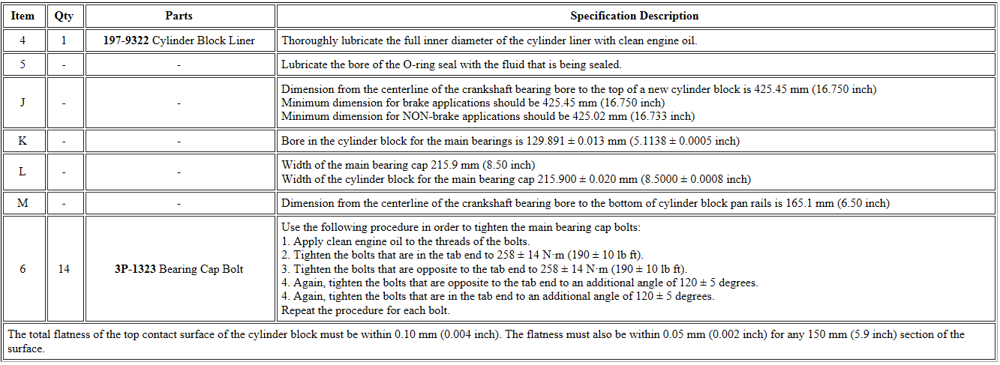 Item Qty Parts Specification Description
4 1 197-9322 Cylinder Block Liner Thoroughly lubricate the full inner diameter of the cylinder liner with clean engine oil.
5 - - Lubricate the bore of the O-ring seal with the fluid that is being sealed.
J - - Dimension from the centerline of the crankshaft bearing bore to the top of a new cylinder block is 425.45 mm (16.750 inch)
Minimum dimension for brake applications should be 425.45 mm (16.750 inch)
Minimum dimension for NON-brake applications should be 425.02 mm (16.733 inch)
K - - Bore in the cylinder block for the main bearings is 129.891 ± 0.013 mm (5.1138 ± 0.0005 inch)
L - - Width of the main bearing cap 215.9 mm (8.50 inch)
Width of the cylinder block for the main bearing cap 215.900 ± 0.020 mm (8.5000 ± 0.0008 inch)
M - - Dimension from the centerline of the crankshaft bearing bore to the bottom of cylinder block pan rails is 165.1 mm (6.50 inch)
6 14 3P-1323 Bearing Cap Bolt Use the following procedure in order to tighten the main bearing cap bolts:
1. Apply clean engine oil to the threads of the bolts.
2. Tighten the bolts that are in the tab end to 258 ± 14 N·m (190 ± 10 lb ft).
3. Tighten the bolts that are opposite to the tab end to 258 ± 14 N·m (190 ± 10 lb ft).
4. Again, tighten the bolts that are opposite to the tab end to an additional angle of 120 ± 5 degrees.
4. Again, tighten the bolts that are in the tab end to an additional angle of 120 ± 5 degrees.
Repeat the procedure for each bolt.
The total flatness of the top contact surface of the cylinder block must be within 0.10 mm (0.004 inch). The flatness must also be within 0.05 mm (0.002 inch) for any 150 mm (5.9 inch) section of the
surface.